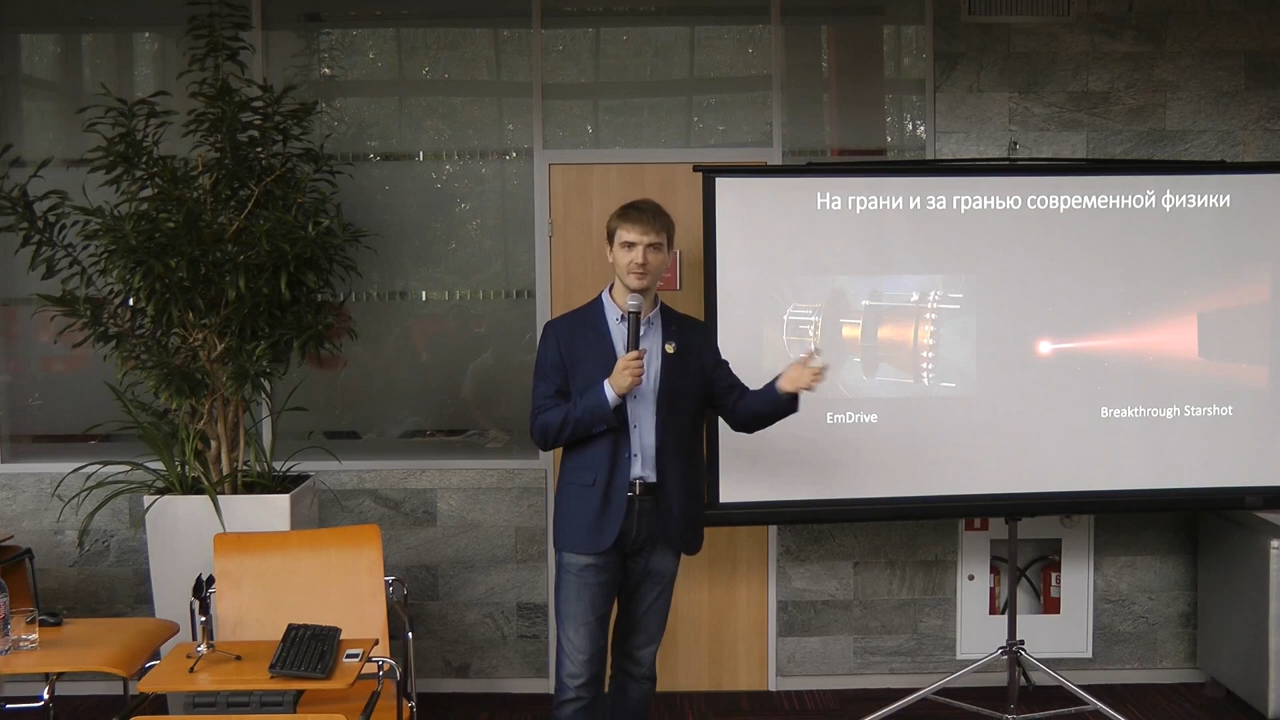 На грани и за гранью современной физики
EmDrive
Breakthrough Starshot